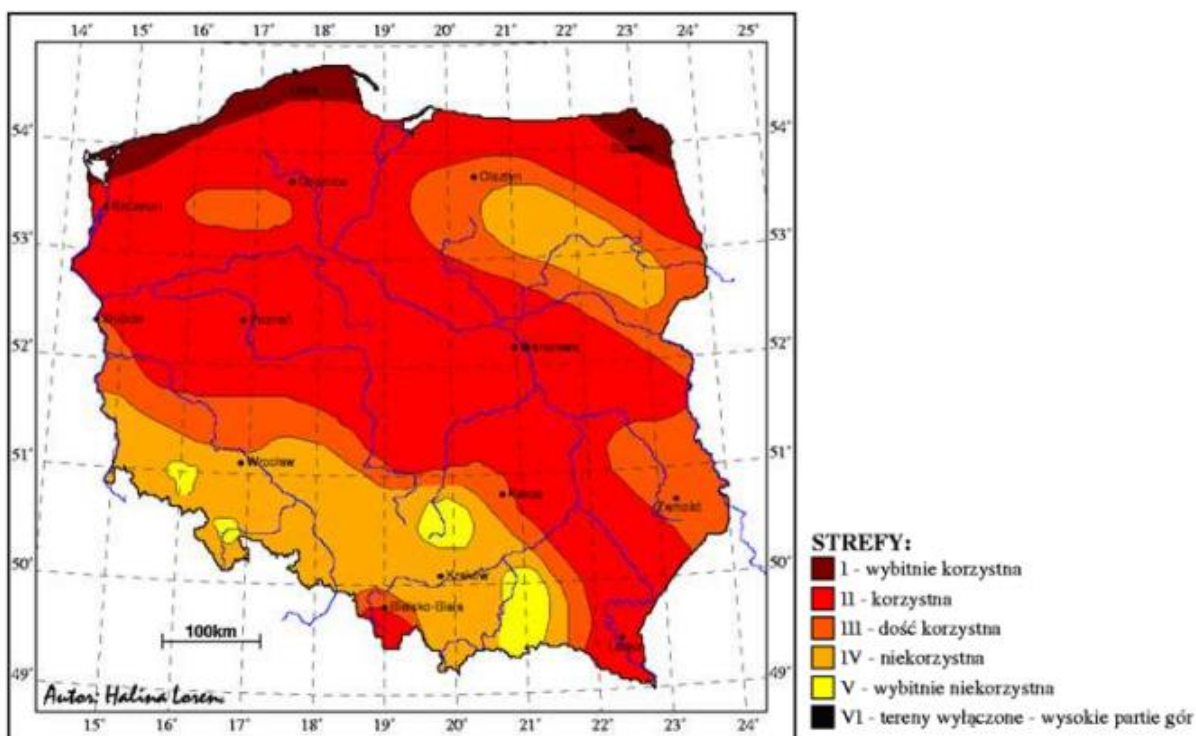 14° 15° 16° 17° 18° 19° 20° 21° 22° 23° 24° 25°
54° 54°
53° 53°
52° 52°
51° 51°
50° 50°
49° 49°
Olsztyn
Poznań
Wrocław
Kraków
Bielsko-Biała
Zamość
100km
Autor: Halina Lorenc
15° 16° 17° 18° 19° 20° 21° 22° 23° 24°
STREFY:
I - wybitnie korzystna
II - korzystna
III - dość korzystna
IV - niekorzystna
V - wybitnie niekorzystna
VI - tereny wyłączone - wysokie partie gór